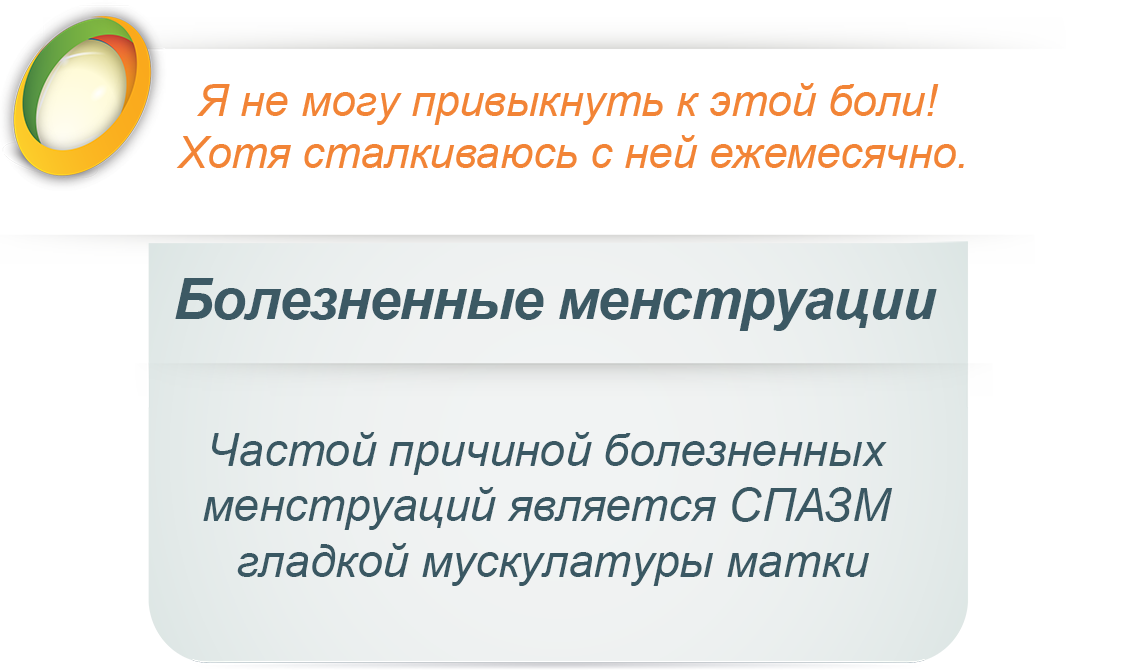 Я не могу привыкнуть к этой боли!
Хотя сталкиваюсь с ней ежемесячно.
Болезненные менструации
Частой причиной болезненных
менструаций является СПАЗМ
гладкой мускулатуры матки